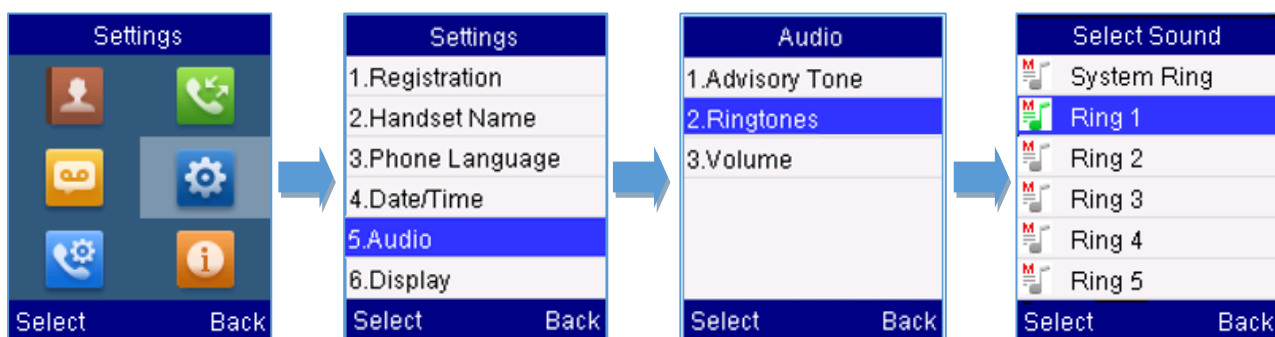 Settings
Select Back
Settings
1.Registration
2.Handset Name
3.Phone Language
4.Date/Time
5.Audio
6.Display
Select Back
Audio
1.Advisory Tone
2.Ringtones
3.Volume
Select Back
Select Sound
M System Ring
M Ring 1
M Ring 2
M Ring 3
M Ring 4
M Ring 5
Select Back